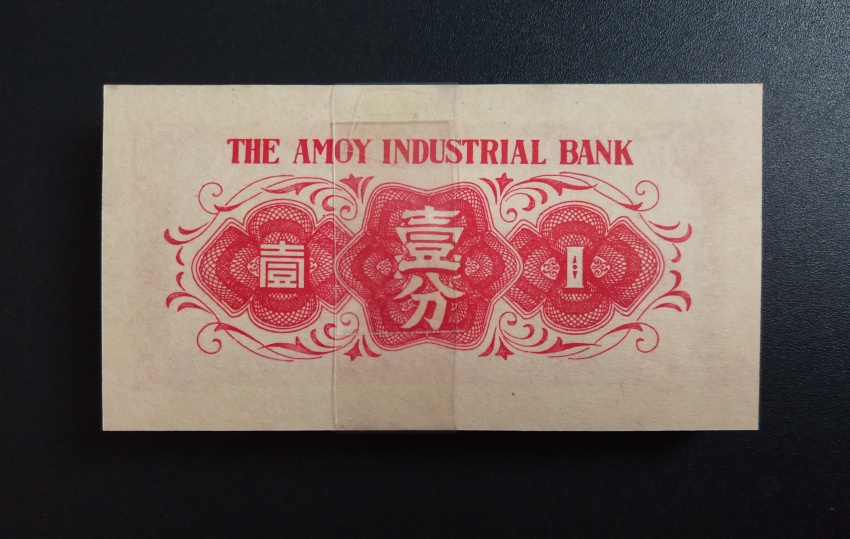 THE AMOY INDUSTRIAL BANK
壹
壹分
1